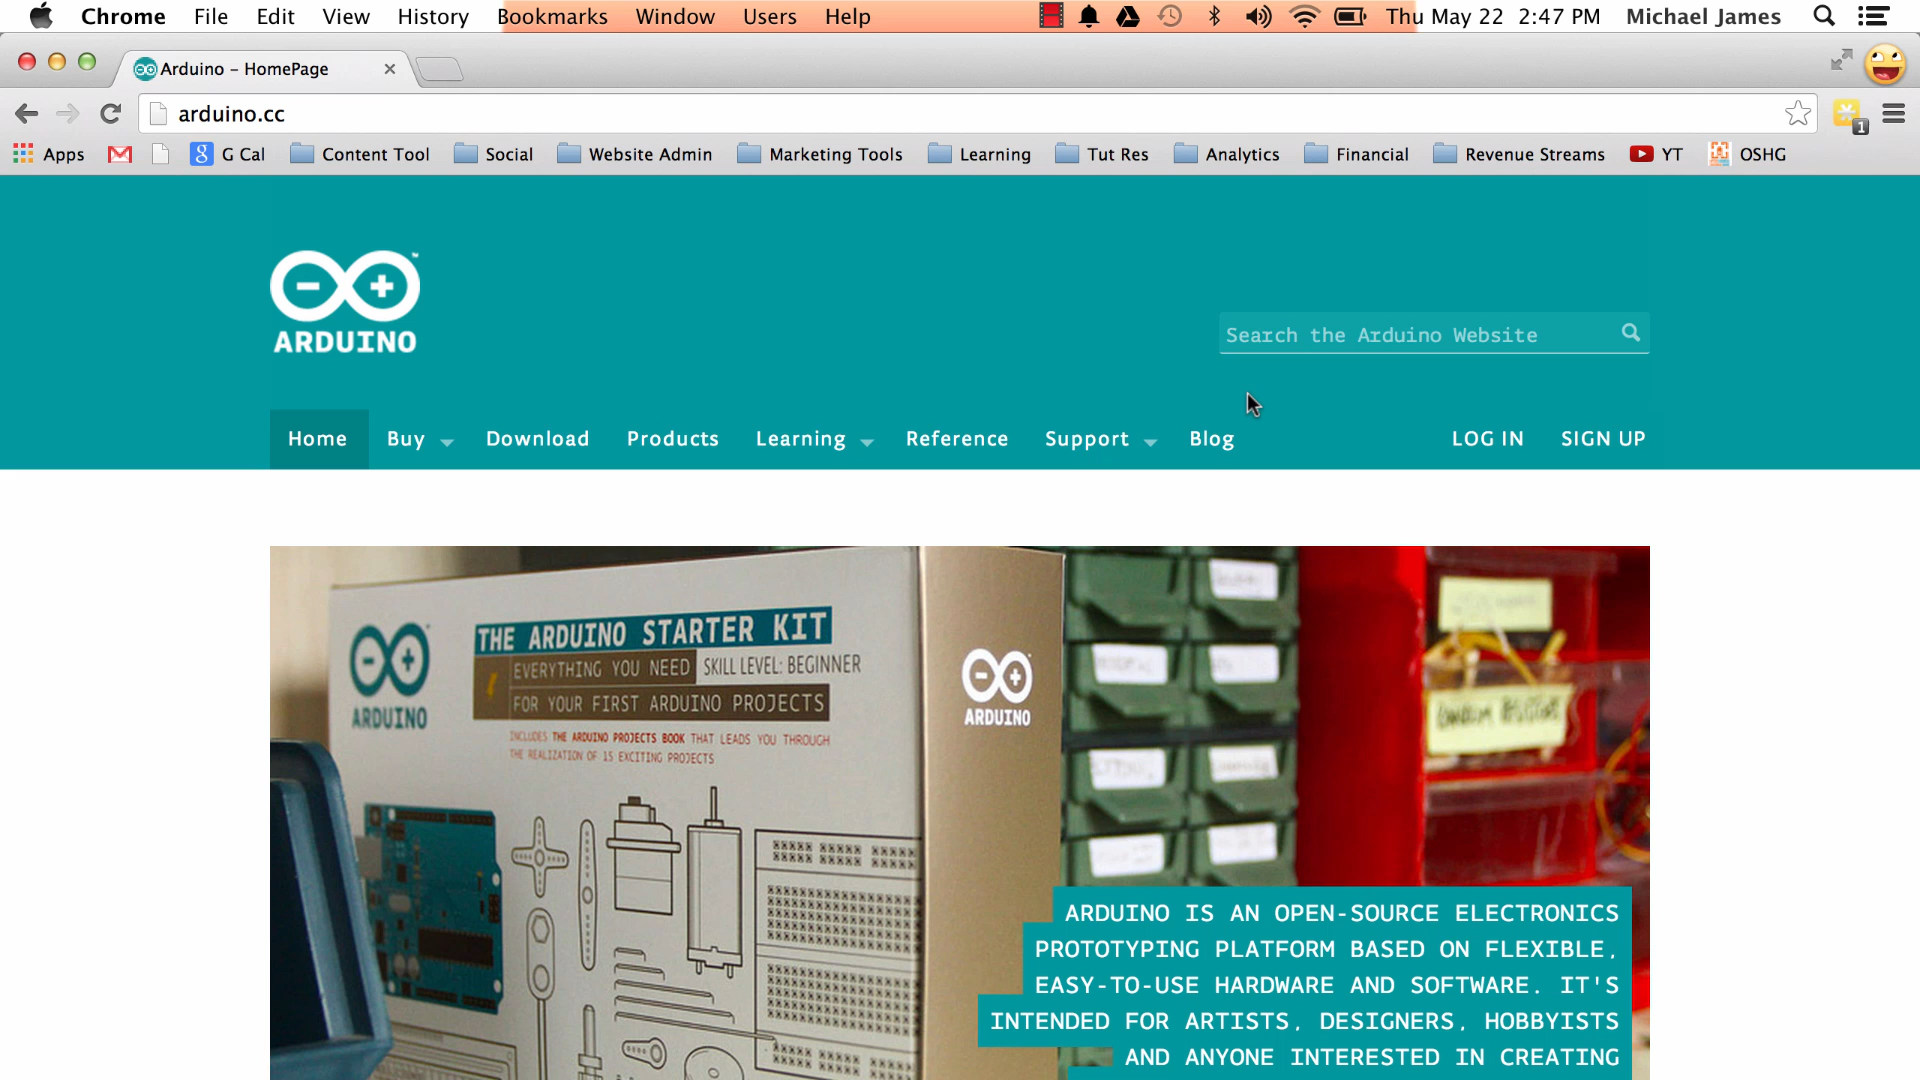 Chrome File Edit View History Bookmarks Window Users Help Thu May 22 2:47 PM Michael James
Arduino - HomePage
arduino.cc
1
Apps G Cal Content Tool Social Website Admin Marketing Tools Learning Tut Res Analytics Financial Revenue Streams YT OSHG
ARDUINO
Search the Arduino Website
Home Buy Download Products Learning Reference Support Blog LOG IN SIGN UP
THE ARDUINO STARTER KIT
EVERYTHING YOU NEED SKILL LEVEL: BEGINNER
FOR YOUR FIRST ARDUINO PROJECTS
INCLUDES THE ARDUINO PROJECTS BOOK THAT LEADS YOU THROUGH
THE REALIZATION OF 15 EXCITING PROJECTS
ARDUINO
ARDUINO
ARDUINO IS AN OPEN-SOURCE ELECTRONICS
PROTOTYPING PLATFORM BASED ON FLEXIBLE,
EASY-TO-USE HARDWARE AND SOFTWARE. IT'S
INTENDED FOR ARTISTS, DESIGNERS, HOBBYISTS
AND ANYONE INTERESTED IN CREATING